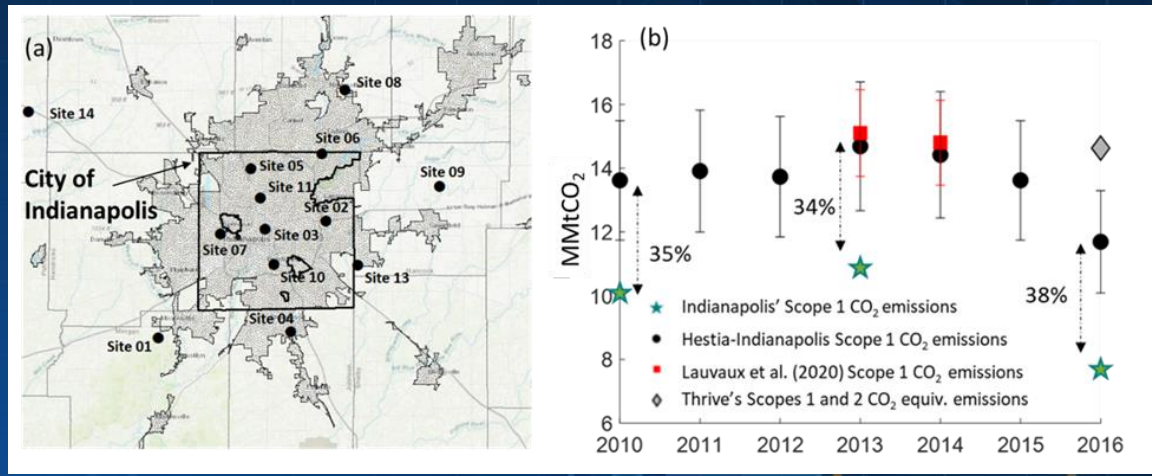 (a)
Site 14
Site 08
City of
Indianapolis
Site 06
Site 05
Site 11
Site 09
Site 02
Site 03
Site 07
Site 13
Site 10
Site 04
Site 01
(b)
MMtCO2
18
16
14
12
10
8
6
35%
34%
38%
Indianapolis' Scope 1 CO₂ emissions
Hestia-Indianapolis Scope 1 CO₂ emissions
Lauvaux et al. (2020) Scope 1 CO₂ emissions
Thrive's Scopes 1 and 2 CO₂ equiv. emissions
2010 2011 2012 2013 2014 2015 2016